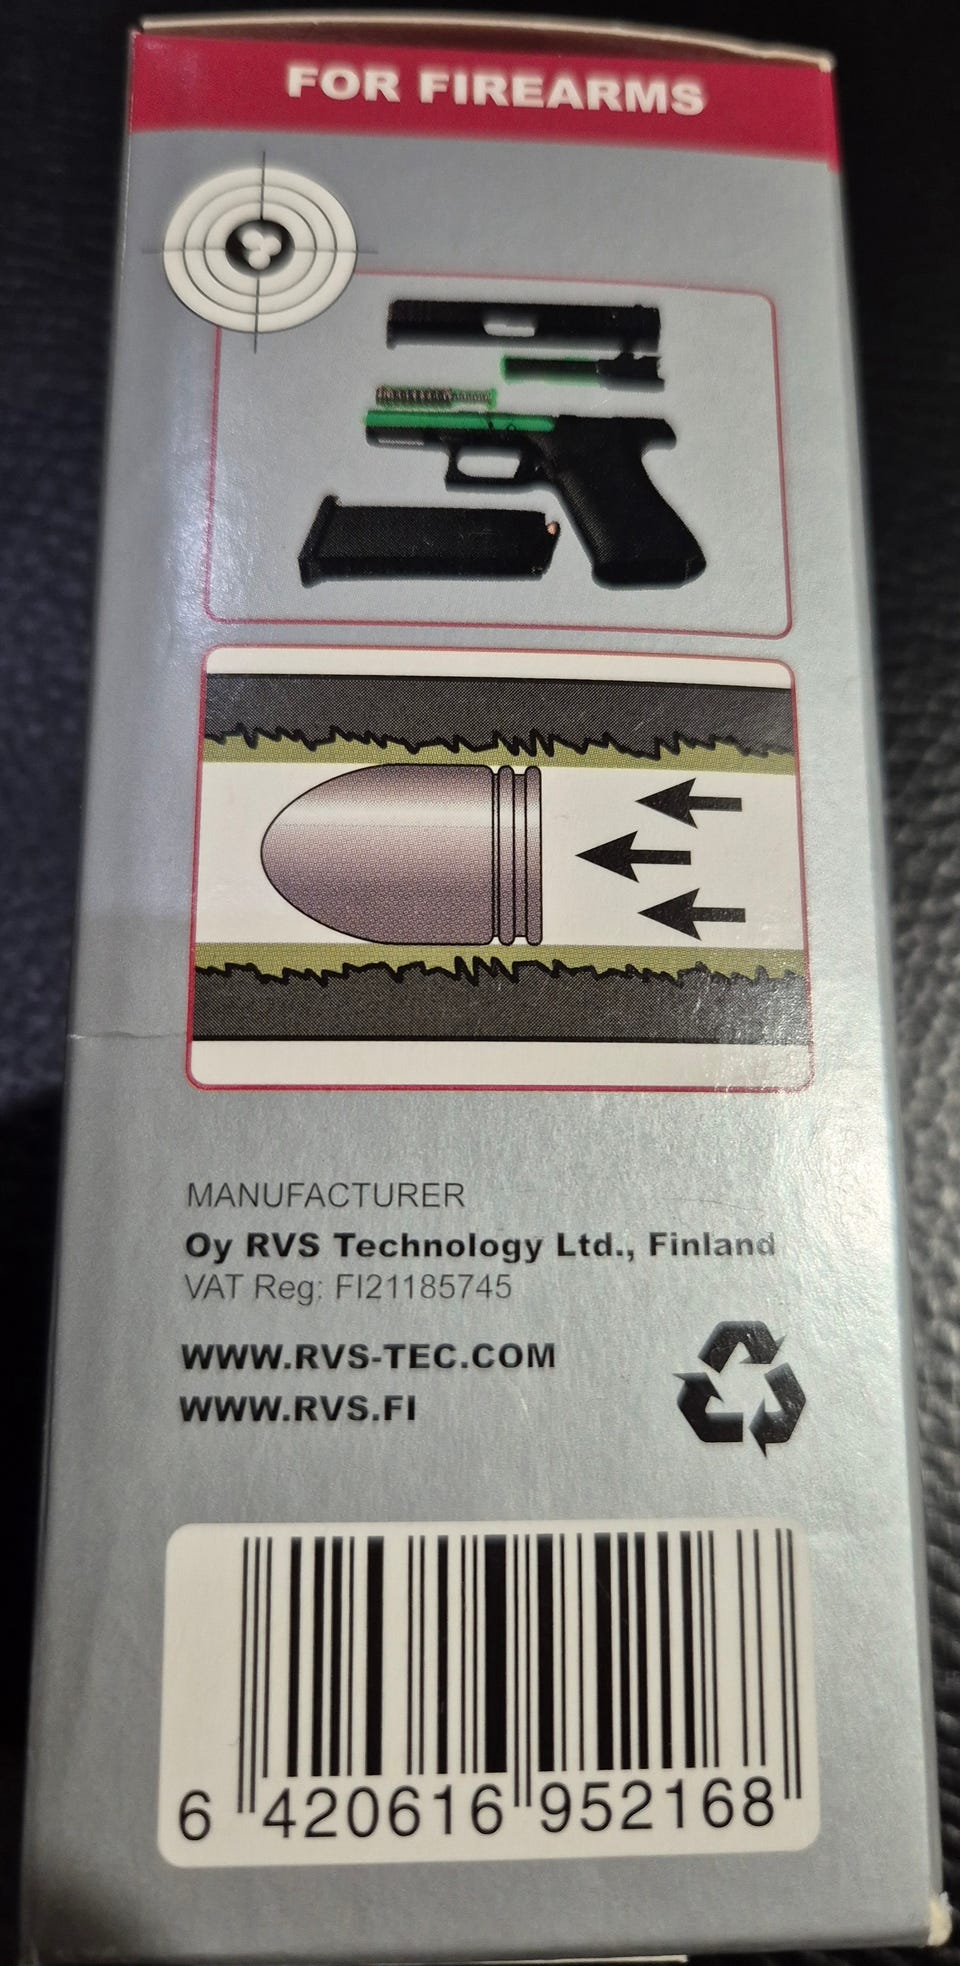 FOR FIREARMS
MANUFACTURER
Oy RVS Technology Ltd., Finland
VAT Reg: FI21185745
WWW.RVS-TEC.COM
WWW.RVS.FI
6 420616 952168